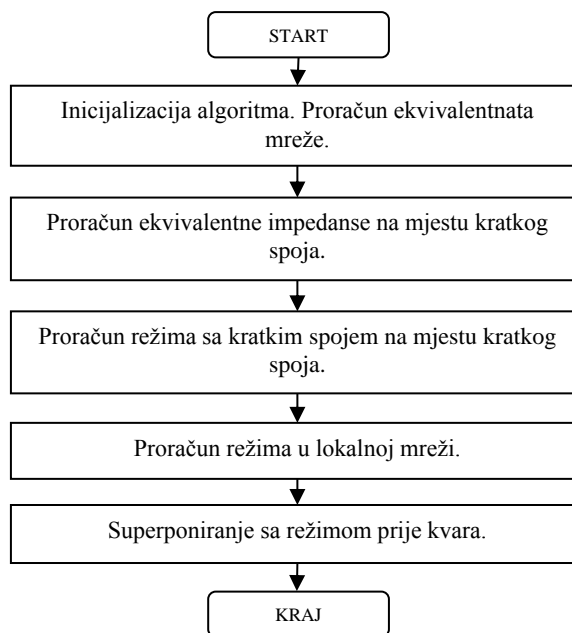 START
Inicijalizacija algoritma. Proračun ekvivalentnata
mreže.
Proračun ekvivalentne impedanse na mjestu kratkog
spoja.
Proračun režima sa kratkim spojem na mjestu kratkog
spoja.
Proračun režima u lokalnoj mreži.
Superponiranje sa režimom prije kvara.
KRAJ